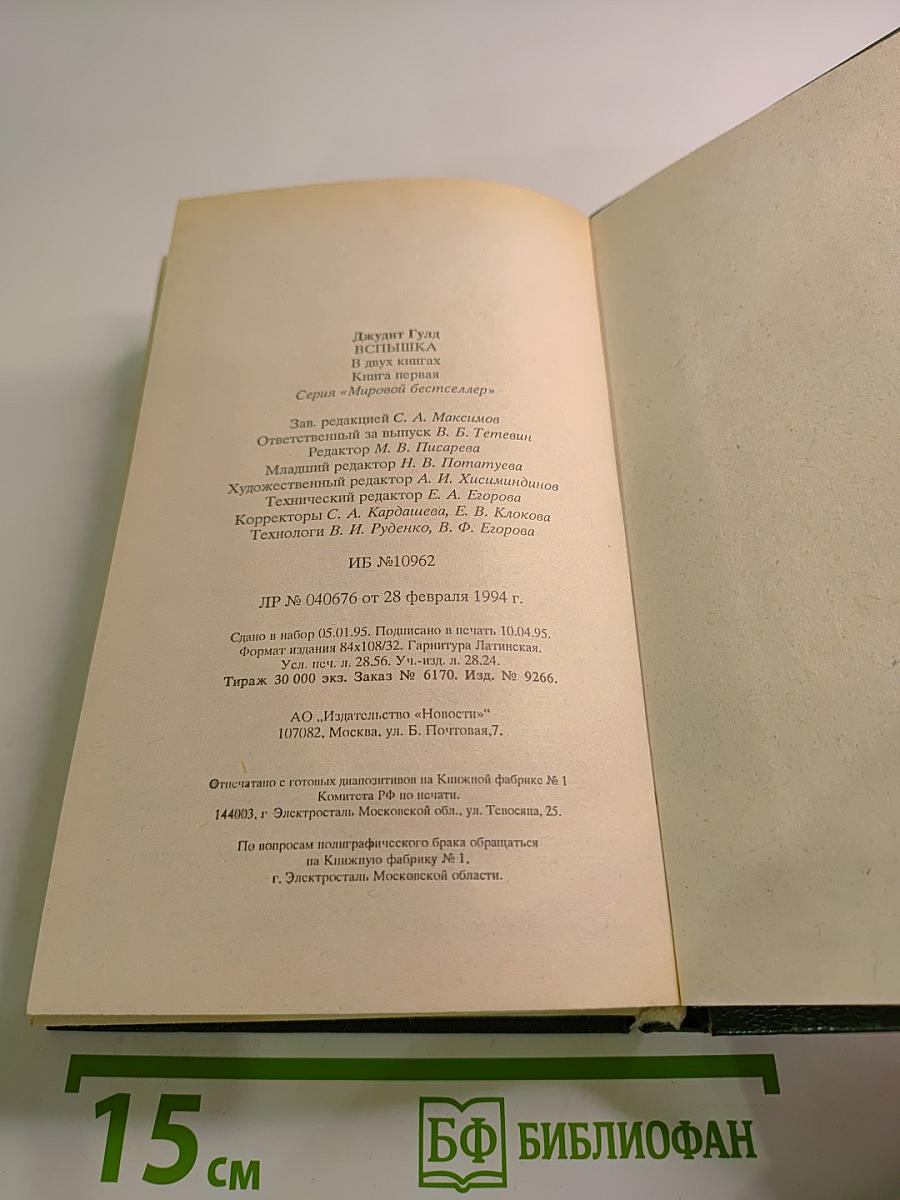 Джудит Гулд
ВСПЫШКА
В двух книгах
Книга первая
Серия «Мировой бестселлер»
Зав. редакцией С. А. Максимов
Ответственный за выпуск В. Б. Тетевин
Редактор М. В. Писарева
Младший редактор Н. В. Потатуева
Художественный редактор А. И. Хисиминдинов
Технический редактор Е. А. Егорова
Корректоры С. А. Кардашева, Е. В. Клокова
Технологи В. И. Руденко, В. Ф. Егорова
ИБ №10962
ЛР № 040676 от 28 февраля 1994 г.
Сдано в набор 05.01.95. Подписано в печать 10.04.95.
Формат издания 84x108/32. Гарнитура Латинская.
Усл. печ. л. 28.56. Уч.-изд. л. 28.24.
Тираж 30 000 экз. Заказ № 6170. Изд. № 9266.
АО „Издательство «Новости»“
107082, Москва, ул. Б. Почтовая,7.
Отпечатано с готовых диапозитивов на Книжной фабрике № 1
Комитета РФ по печати.
144003, г Электросталь Московской обл., ул. Тевосяна, 25.
По вопросам полиграфического брака обращаться
на Книжную фабрику № 1,
г. Электросталь Московской области.
15 см
БФ БИБЛИОФАН